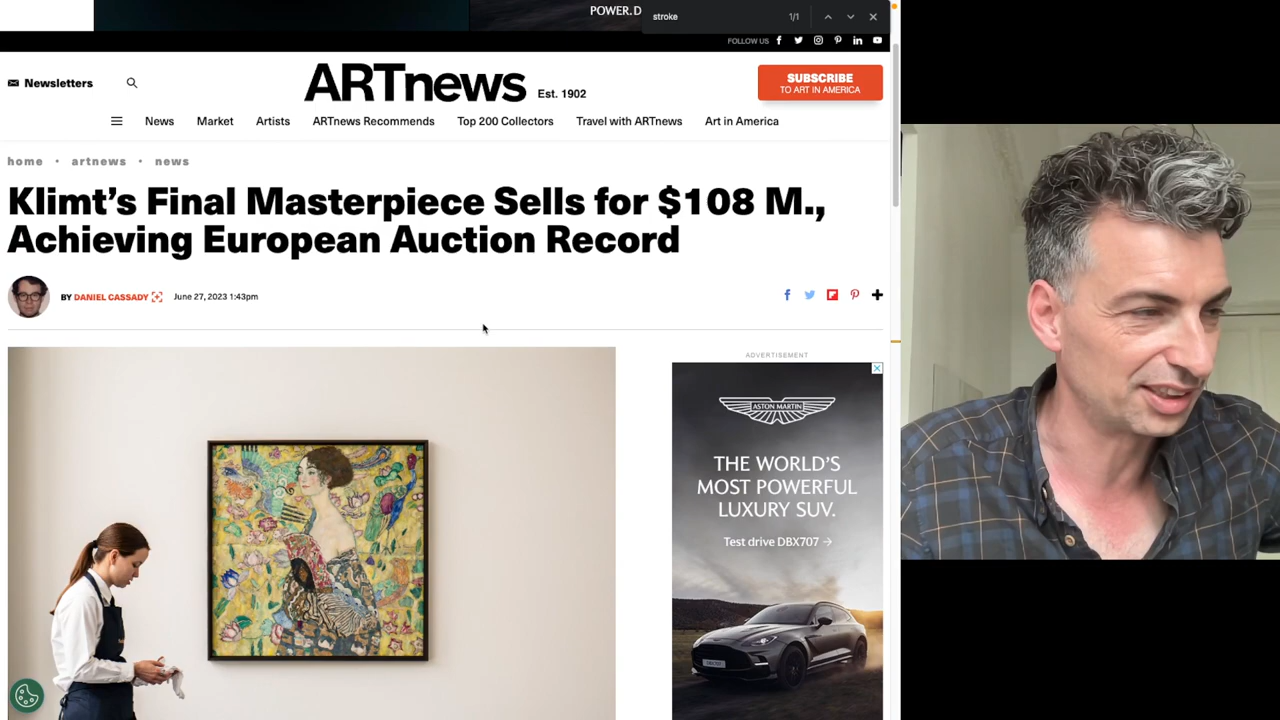 POWER.D
stroke
1/1
FOLLOW US
Newsletters
ARTnews
Est. 1902
SUBSCRIBE
TO ART IN AMERICA
News Market Artists ARTnews Recommends Top 200 Collectors Travel with ARTnews Art in America
home • artnews • news
Klimt's Final Masterpiece Sells for $108 M.,
Achieving European Auction Record
BY DANIEL CASSADY
June 27, 2023 1:43pm
ADVERTISEMENT
ASTON MARTIN
THE WORLD'S
MOST POWERFUL
LUXURY SUV.
Test drive DBX707 →